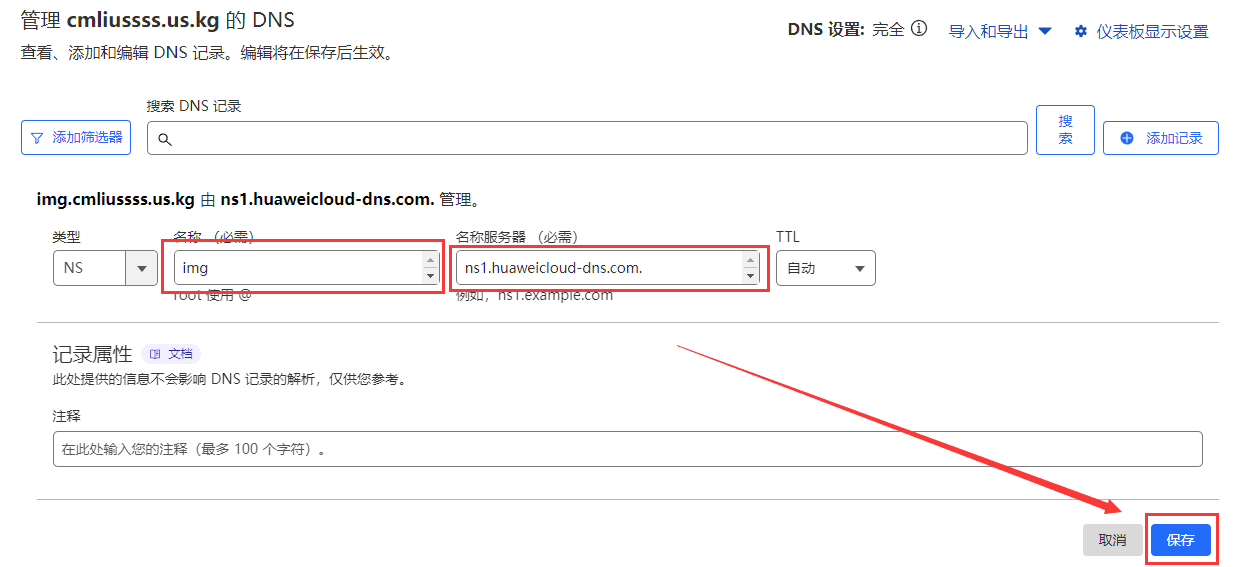 管理 cmliussss.us.kg 的 DNS
查看、添加和编辑 DNS 记录。编辑将在保存后生效。
DNS 设置: 完全
导入和导出
仪表板显示设置
搜索 DNS 记录
添加筛选器
搜
索
添加记录
img.cmliussss.us.kg 由 ns1.huaweicloud-dns.com. 管理。
类型
名称 （必需）
名称服务器 （必需）
TTL
NS
img
ns1.huaweicloud-dns.com.
自动
root 使用 @
例如，ns1.example.com
记录属性
文档
此处提供的信息不会影响 DNS 记录的解析，仅供您参考。
注释
在此处输入您的注释（最多 100 个字符）。
取消
保存